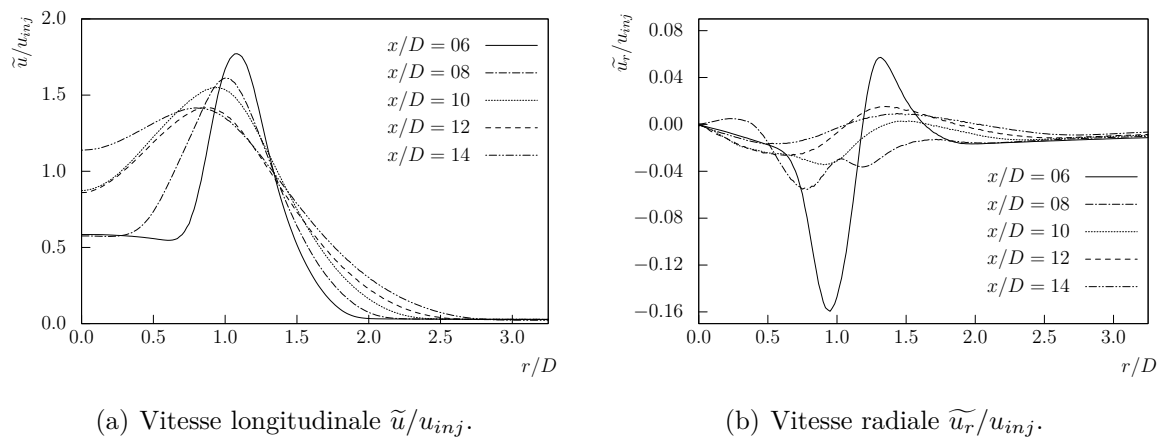 ũ/u_inj
2.0
1.5
1.0
0.5
0.0
0.0 0.5 1.0 1.5 2.0 2.5 3.0
r/D
x/D = 06
x/D = 08
x/D = 10
x/D = 12
x/D = 14
(a) Vitesse longitudinale ũ/u_inj.
ũ_r/u_inj
0.08
0.04
0.00
−0.04
−0.08
−0.12
−0.16
0.0 0.5 1.0 1.5 2.0 2.5 3.0
r/D
x/D = 06
x/D = 08
x/D = 10
x/D = 12
x/D = 14
(b) Vitesse radiale ũ_r/u_inj.